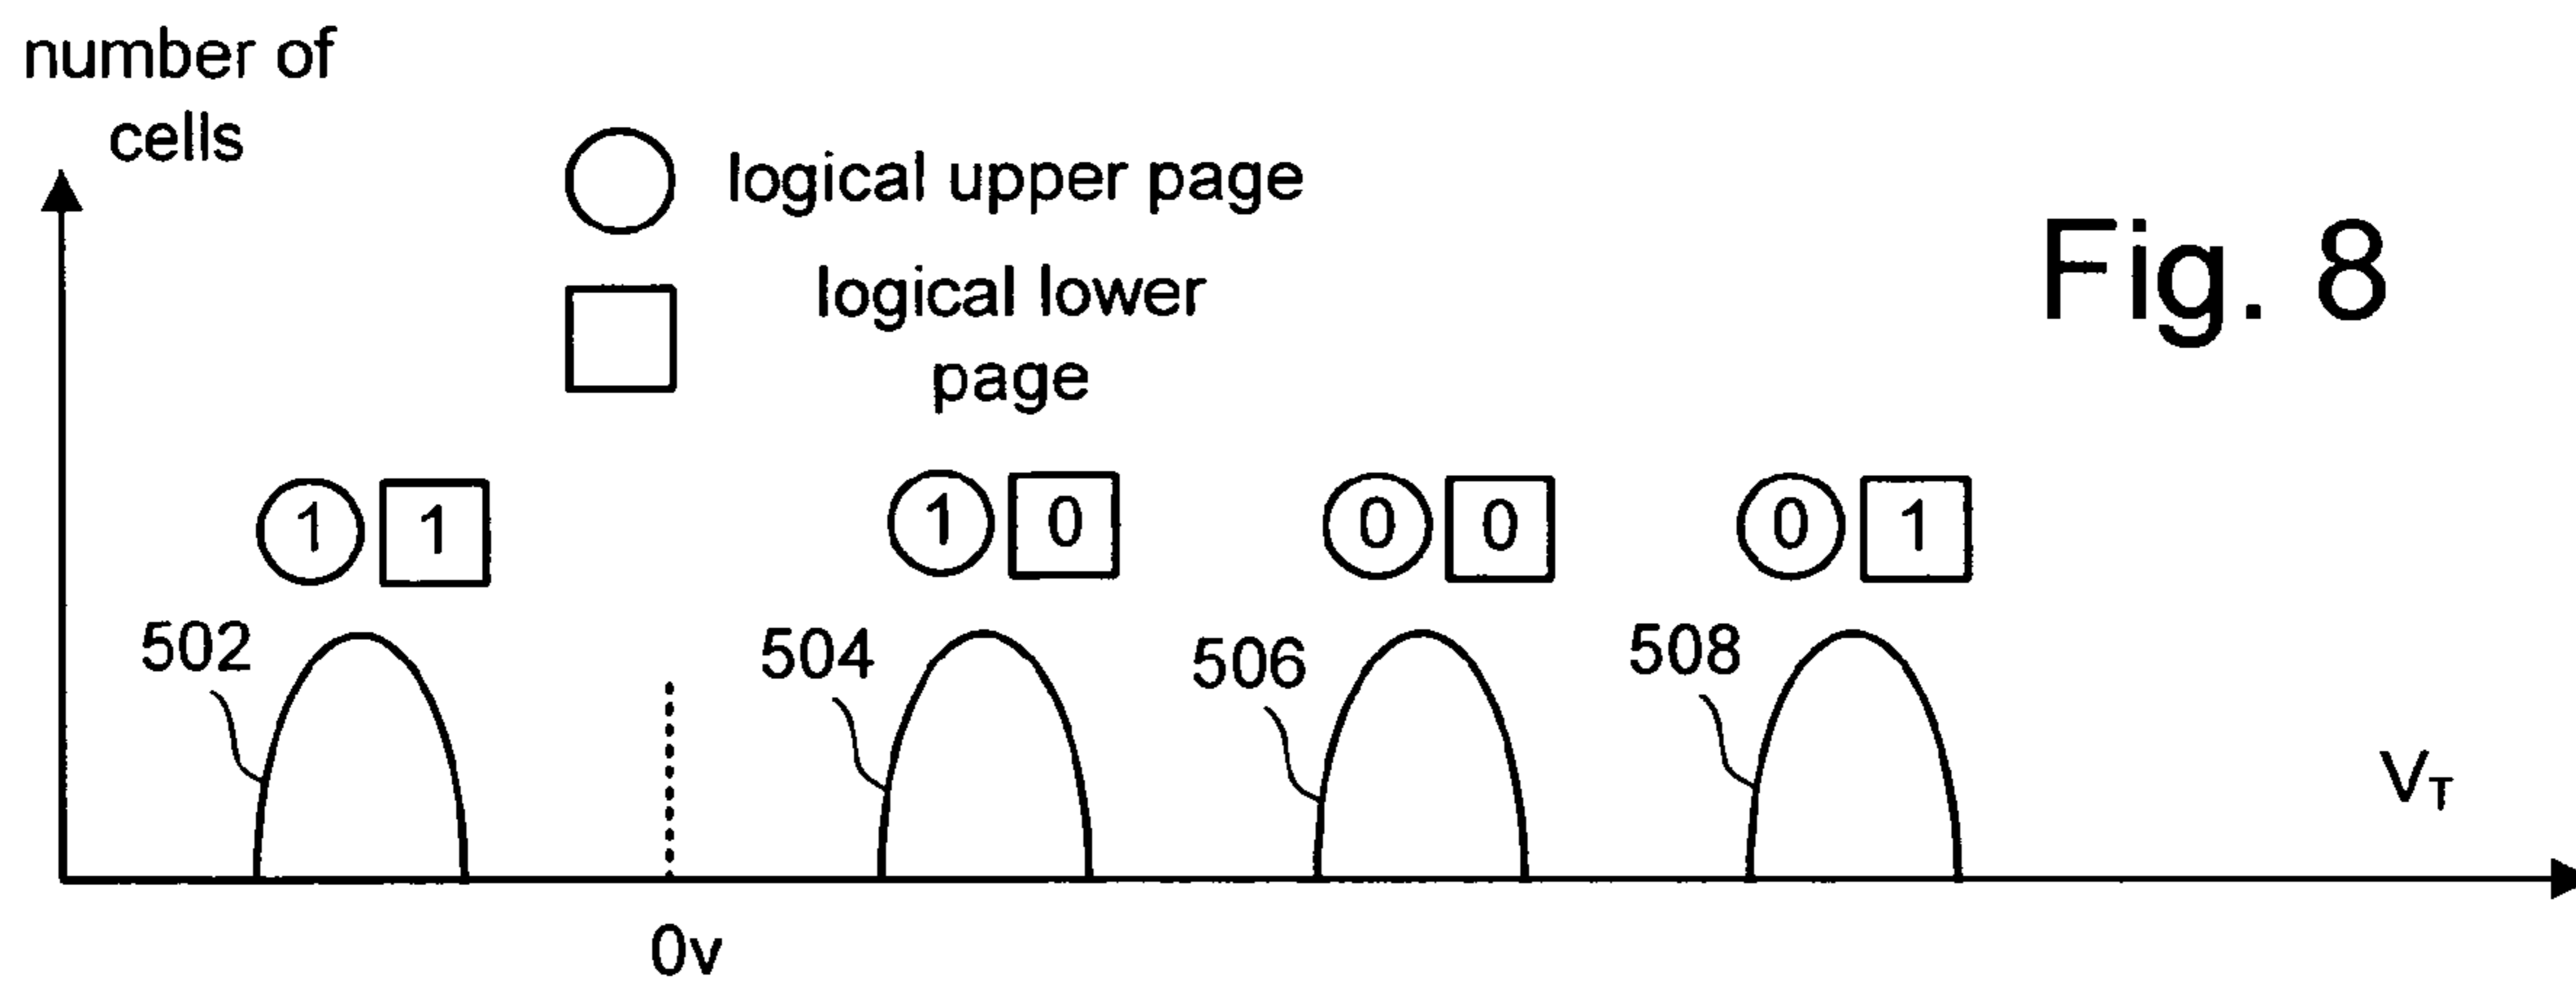 number of
cells
logical upper page
logical lower
page
Fig. 8
1 1
1 0
0 0
0 1
502
504
506
508
VT
0v